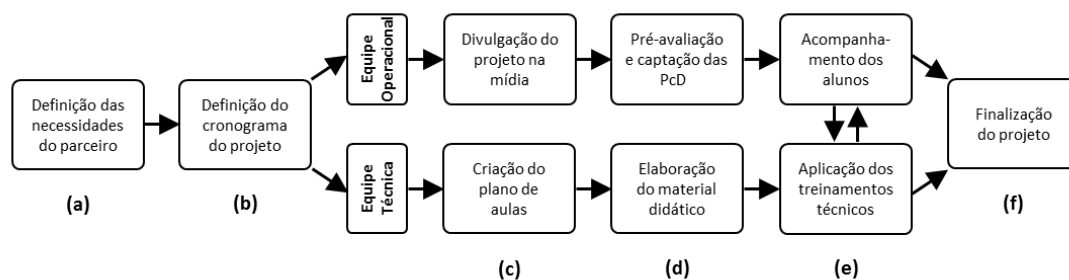 Definição das
necessidades
do parceiro
(a)
Definição do
cronograma
do projeto
(b)
Equipe
Operacional
Divulgação do
projeto na
mídia
Pré-avaliação
e captação das
PcD
Acompanha-
mento dos
alunos
Equipe
Técnica
Criação do
plano de
aulas
(c)
Elaboração
do material
didático
(d)
Aplicação dos
treinamentos
técnicos
(e)
Finalização
do projeto
(f)